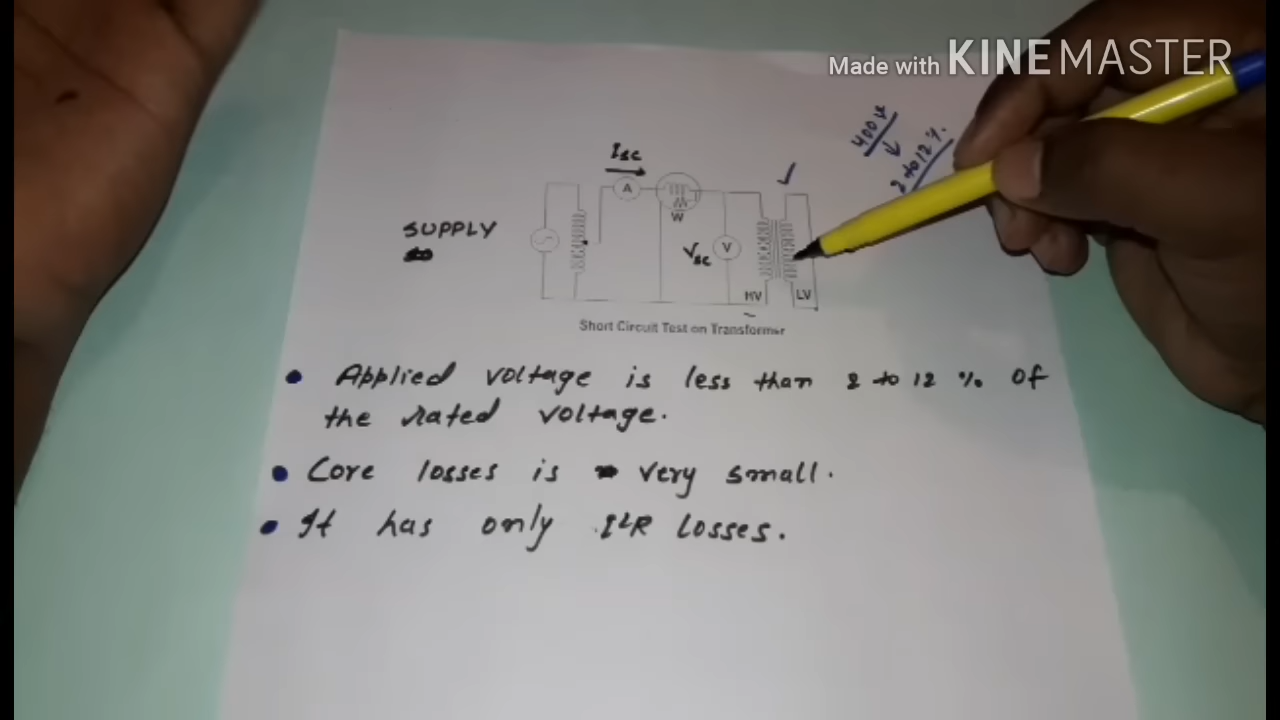 Made with KINEMASTER
400 V
↓
2 to 12 %.
Isc
A
W
SUPPLY
Vsc
V
HV
LV
Short Circuit Test on Transformer
• Applied voltage is less than 2 to 12 % of
the rated voltage.
• Core losses is very small.
• It has only I²R losses.